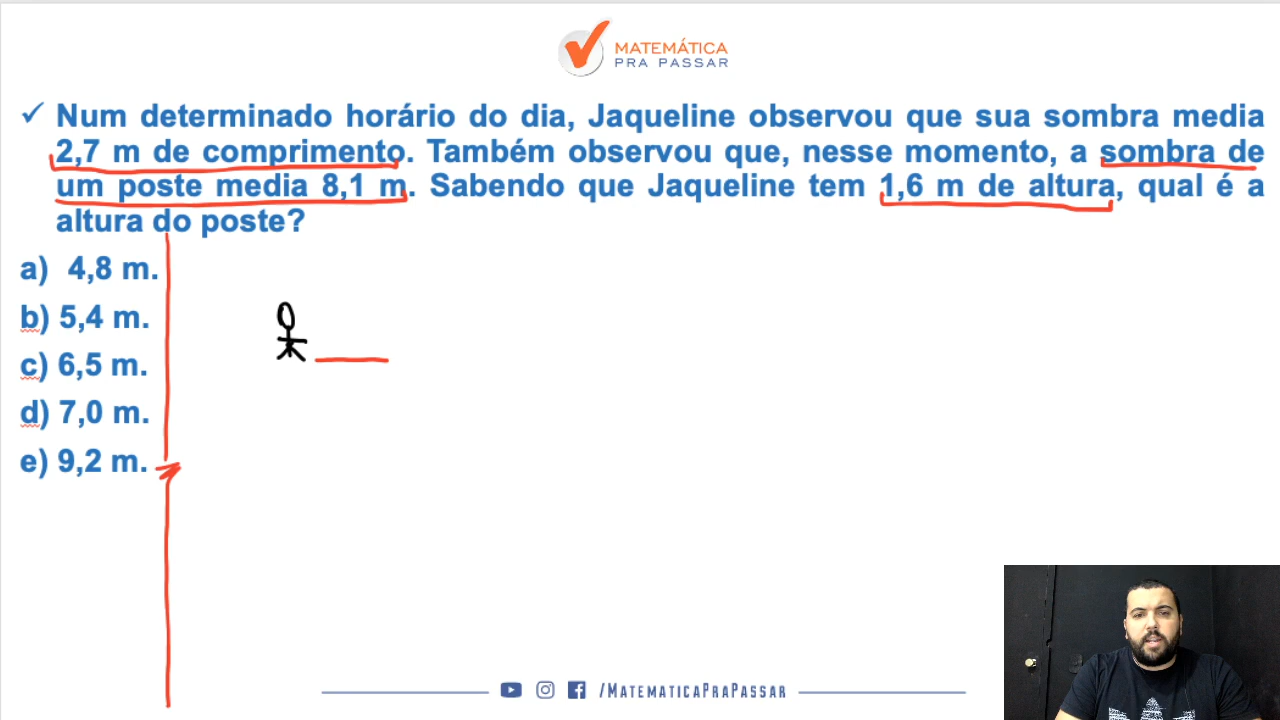 MATEMÁTICA
PRA PASSAR
✓ Num determinado horário do dia, Jaqueline observou que sua sombra media
2,7 m de comprimento. Também observou que, nesse momento, a sombra de
um poste media 8,1 m. Sabendo que Jaqueline tem 1,6 m de altura, qual é a
altura do poste?
a) 4,8 m.
b) 5,4 m.
c) 6,5 m.
d) 7,0 m.
e) 9,2 m.
/MATEMATICAPRAPASSAR